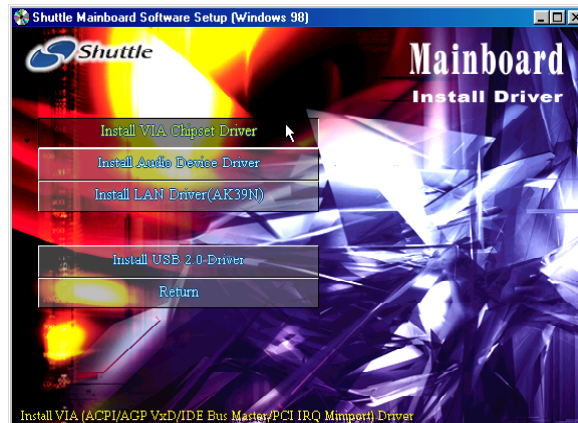 Shuttle Mainboard Software Setup (Windows 98)
Shuttle
Mainboard
Install Driver
Install VIA Chipset Driver
Install Audio Device Driver
Install LAN Driver(AK39N)
Install USB 2.0 Driver
Return
Install VIA (ACPI/AGP VxD/IDE Bus Master/PCI IRQ Miniport) Driver